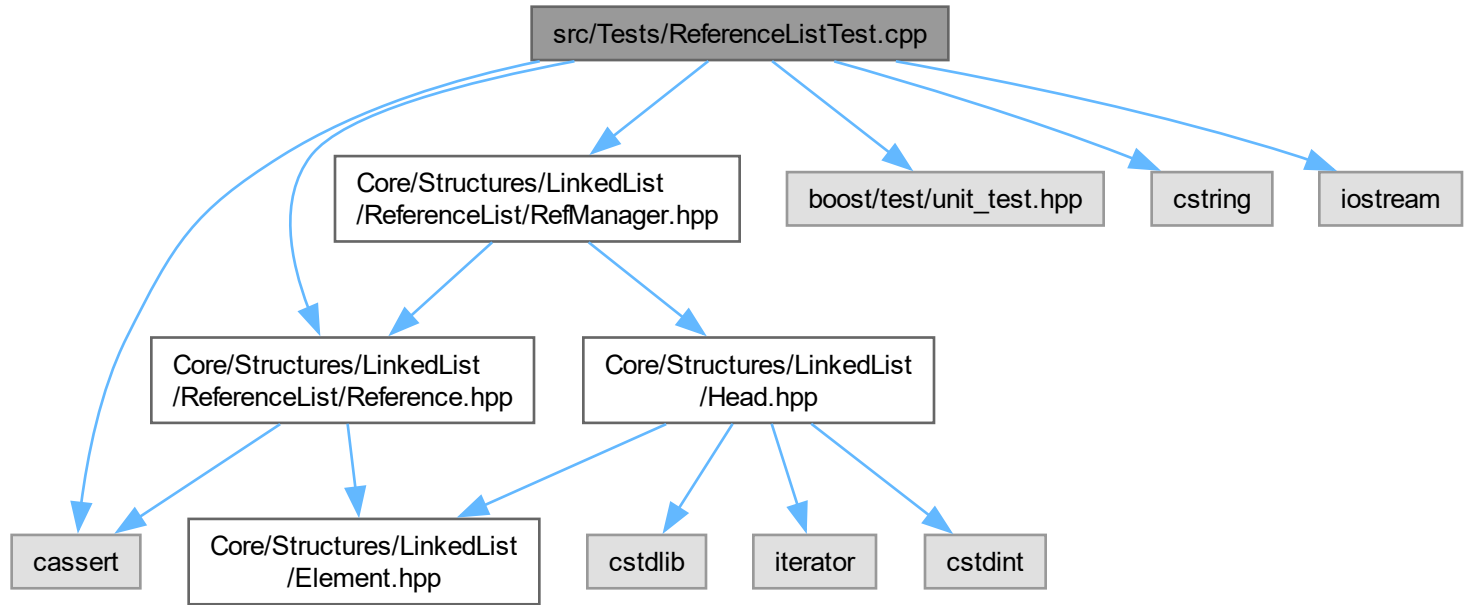 src/Tests/ReferenceListTest.cpp
Core/Structures/LinkedList
/ReferenceList/RefManager.hpp
boost/test/unit_test.hpp
cstring
iostream
Core/Structures/LinkedList
/ReferenceList/Reference.hpp
Core/Structures/LinkedList
/Head.hpp
cassert
Core/Structures/LinkedList
/Element.hpp
cstdlib
iterator
cstdint